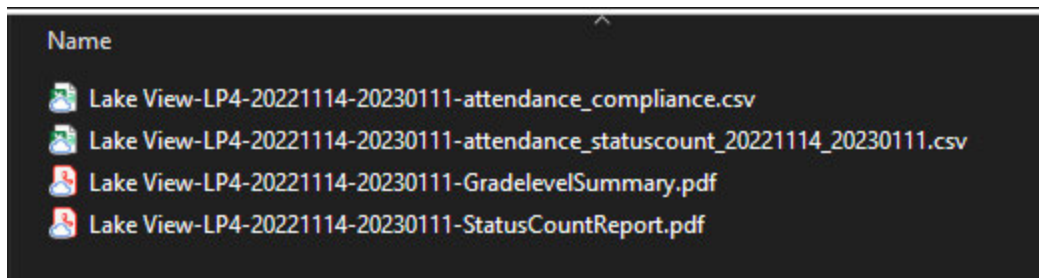 Name
Lake View-LP4-20221114-20230111-attendance_compliance.csv
Lake View-LP4-20221114-20230111-attendance_statuscount_20221114_20230111.csv
Lake View-LP4-20221114-20230111-GradelevelSummary.pdf
Lake View-LP4-20221114-20230111-StatusCountReport.pdf